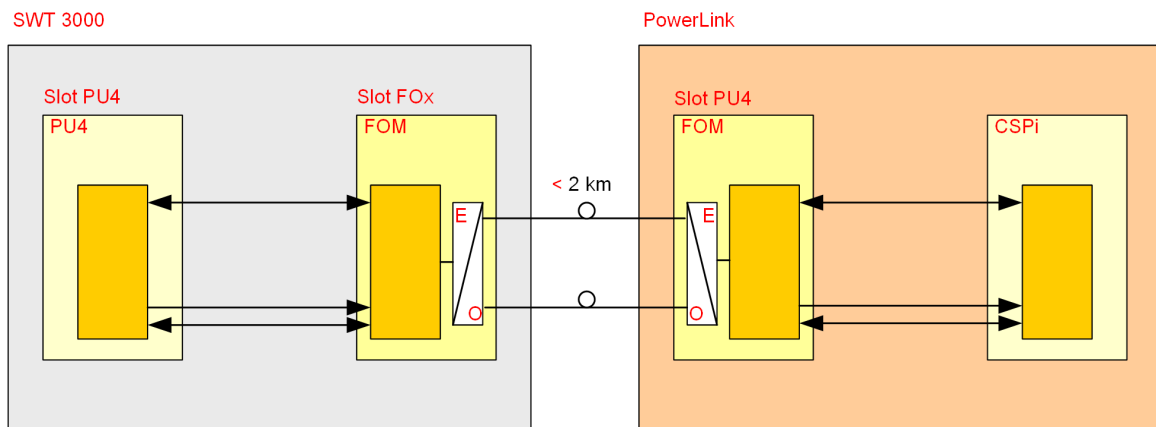 SWT 3000
PowerLink
Slot PU4
Slot FOx
Slot PU4
PU4
FOM
FOM
CSPi
< 2 km
E
E
O
O